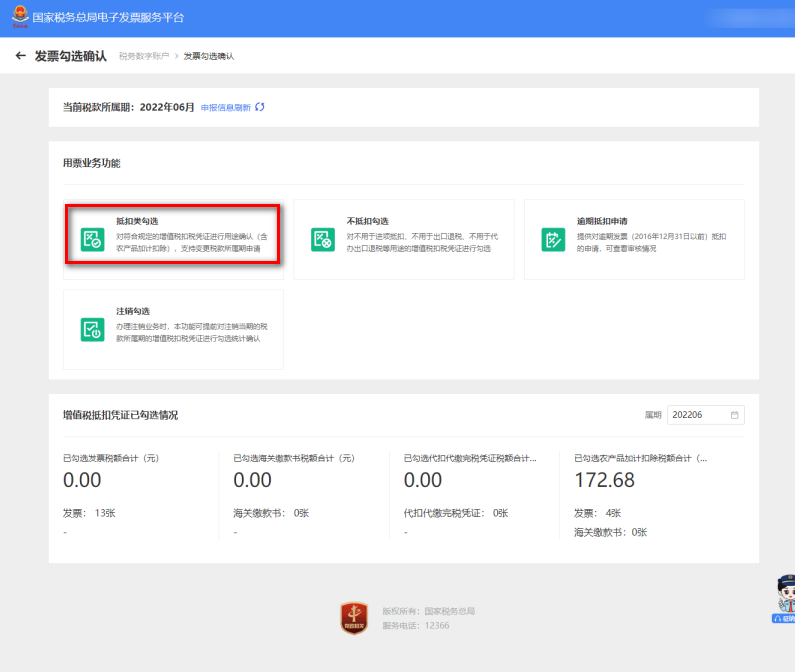 国家税务总局电子发票服务平台
← 发票勾选确认 税务数字账户 > 发票勾选确认
当前税款所属期：2022年06月 申报信息刷新
用票业务功能
抵扣类勾选
对符合规定的增值税扣税凭证进行用途确认（含
农产品加计扣除），支持变更税款所属期申请
不抵扣勾选
对不用于进项抵扣、不用于出口退税、不用于代
办出口退税等用途的增值税扣税凭证进行勾选
逾期抵扣申请
提供对逾期发票（2016年12月31日以前）抵扣
的申请，可查看审核情况
注销勾选
办理注销业务时，本功能可提前对注销当期的税
款所属期的增值税扣税凭证进行勾选统计确认
增值税抵扣凭证已勾选情况
属期 202206
已勾选发票税额合计（元）
0.00
发票： 13张
-
已勾选海关缴款书税额合计（元）
0.00
海关缴款书： 0张
-
已勾选代扣代缴完税凭证税额合计...
0.00
代扣代缴完税凭证： 0张
-
已勾选农产品加计扣除税额合计（...
172.68
发票： 4张
海关缴款书：0张
版权所有：国家税务总局
服务电话：12366